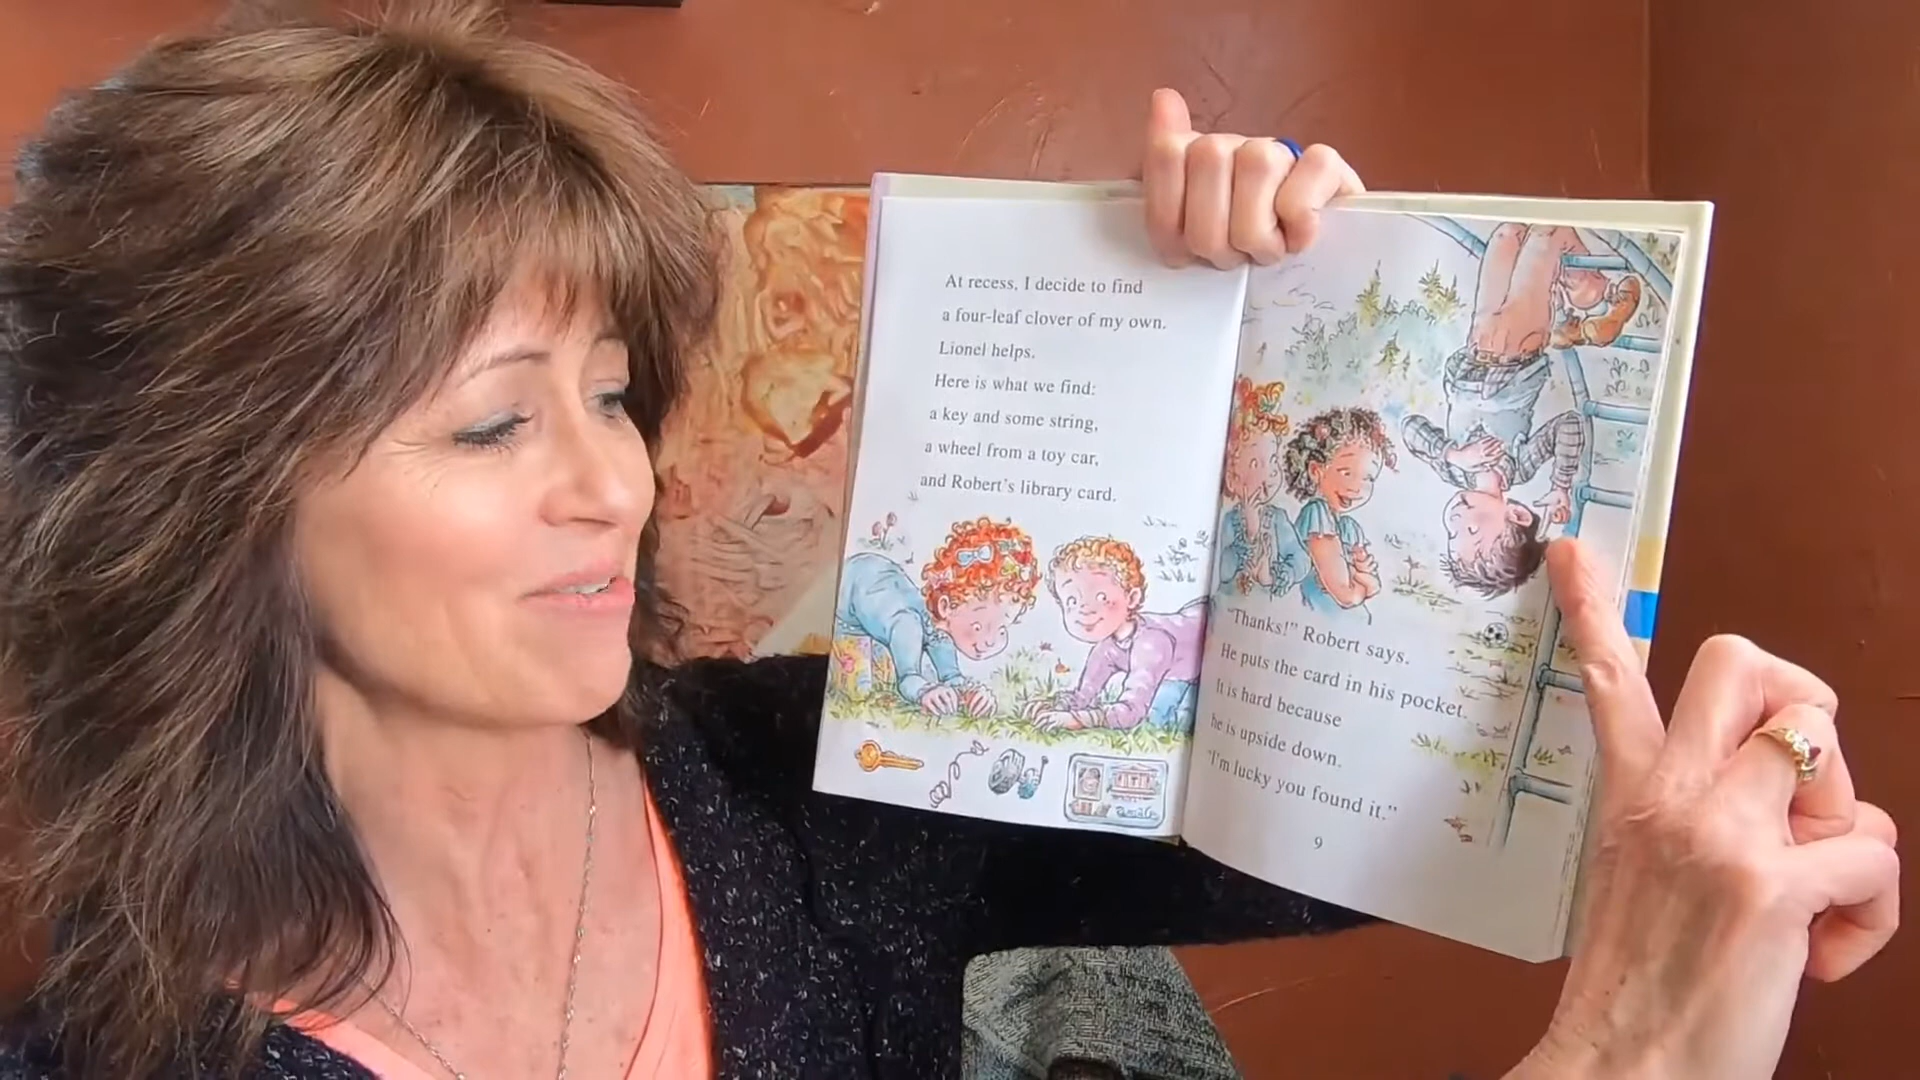 At recess, I decide to find
a four-leaf clover of my own.
Lionel helps.
Here is what we find:
a key and some string,
a wheel from a toy car,
and Robert's library card.
"Thanks!" Robert says.
He puts the card in his pocket.
It is hard because
he is upside down.
"I'm lucky you found it."
9